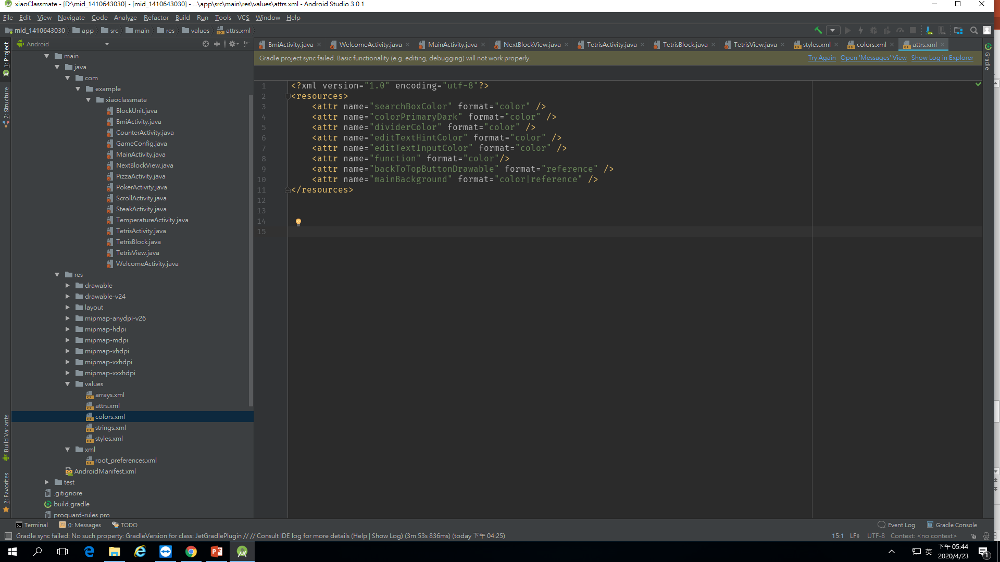 xiaoClassmate - [D:\mid_1410643030] - [mid_1410643030] - ...\app\src\main\res\values\attrs.xml - Android Studio 3.0.1
File Edit View Navigate Code Analyze Refactor Build Run Tools VCS Window Help
mid_1410643030 app src main res values attrs.xml
Android
BmiActivity.java WelcomeActivity.java MainActivity.java NextBlockView.java TetrisActivity.java TetrisBlock.java TetrisView.java styles.xml colors.xml attrs.xml
Gradle project sync failed. Basic functionality (e.g. editing, debugging) will not work properly. Try Again Open 'Messages' View Show Log in Explorer
1: Project
7: Structure
Build Variants
2: Favorites
Gradle
main
java
com
example
xiaoclassmate
BlockUnit.java
BmiActivity.java
CounterActivity.java
GameConfig.java
MainActivity.java
NextBlockView.java
PizzaActivity.java
PokerActivity.java
ScrollActivity.java
SteakActivity.java
TemperatureActivity.java
TetrisActivity.java
TetrisBlock.java
TetrisView.java
WelcomeActivity.java
res
drawable
drawable-v24
layout
mipmap-anydpi-v26
mipmap-hdpi
mipmap-mdpi
mipmap-xhdpi
mipmap-xxhdpi
mipmap-xxxhdpi
values
arrays.xml
attrs.xml
colors.xml
strings.xml
styles.xml
xml
root_preferences.xml
AndroidManifest.xml
test
.gitignore
build.gradle
proguard-rules.pro
1 <?xml version="1.0" encoding="utf-8"?>
2 <resources>
3 <attr name="searchBoxColor" format="color" />
4 <attr name="colorPrimaryDark" format="color" />
5 <attr name="dividerColor" format="color" />
6 <attr name="editTextHintColor" format="color" />
7 <attr name="editTextInputColor" format="color" />
8 <attr name="function" format="color"/>
9 <attr name="backToTopButtonDrawable" format="reference" />
10 <attr name="mainBackground" format="color|reference" />
11 </resources>
12
13
14
15
Terminal 0: Messages TODO Event Log Gradle Console
Gradle sync failed: No such property: GradleVersion for class: JetGradlePlugin // // Consult IDE log for more details (Help | Show Log) (3m 53s 836ms) (today 下午 04:25) 15:1 LF UTF-8 Context: <no context>
英 下午 05:44
2020/4/23
1